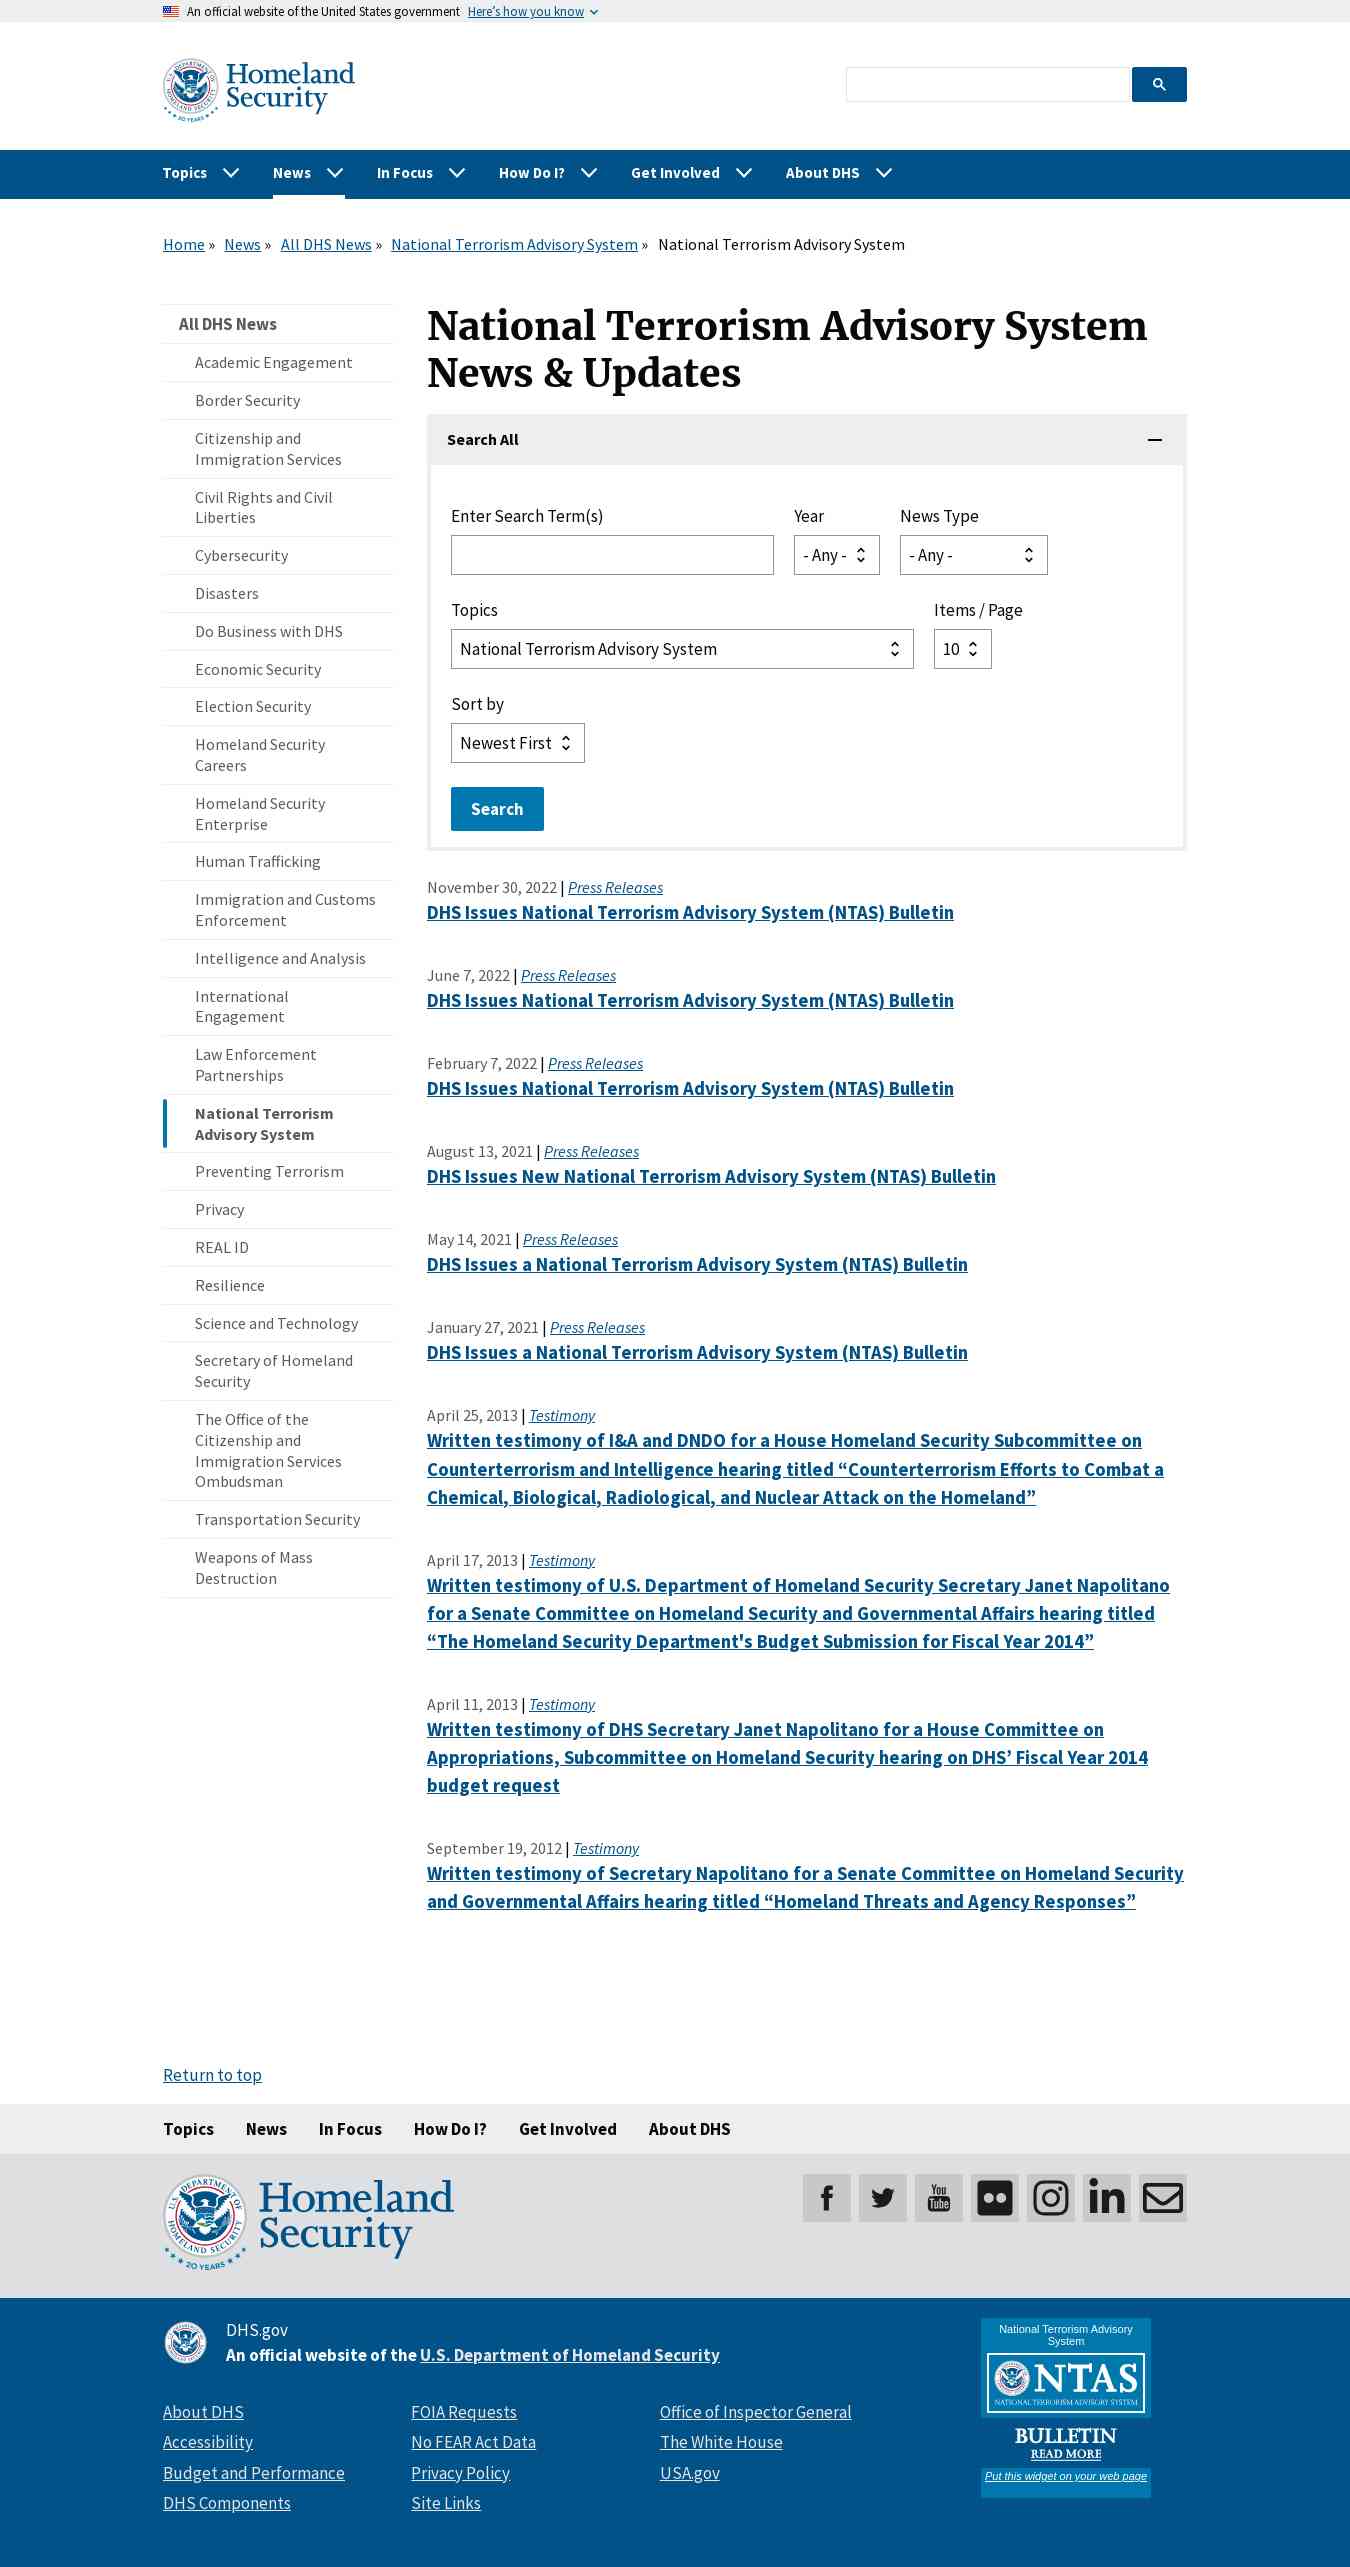 An official website of the United States government Here's how you know
Homeland
Security
Topics News In Focus How Do I? Get Involved About DHS
Home » News » All DHS News » National Terrorism Advisory System » National Terrorism Advisory System
All DHS News
Academic Engagement
Border Security
Citizenship and
Immigration Services
Civil Rights and Civil
Liberties
Cybersecurity
Disasters
Do Business with DHS
Economic Security
Election Security
Homeland Security
Careers
Homeland Security
Enterprise
Human Trafficking
Immigration and Customs
Enforcement
Intelligence and Analysis
International
Engagement
Law Enforcement
Partnerships
National Terrorism
Advisory System
Preventing Terrorism
Privacy
REAL ID
Resilience
Science and Technology
Secretary of Homeland
Security
The Office of the
Citizenship and
Immigration Services
Ombudsman
Transportation Security
Weapons of Mass
Destruction
National Terrorism Advisory System
News & Updates
Search All
Enter Search Term(s) Year News Type
- Any - - Any -
Topics Items / Page
National Terrorism Advisory System 10
Sort by
Newest First
Search
November 30, 2022 | Press Releases
DHS Issues National Terrorism Advisory System (NTAS) Bulletin
June 7, 2022 | Press Releases
DHS Issues National Terrorism Advisory System (NTAS) Bulletin
February 7, 2022 | Press Releases
DHS Issues National Terrorism Advisory System (NTAS) Bulletin
August 13, 2021 | Press Releases
DHS Issues New National Terrorism Advisory System (NTAS) Bulletin
May 14, 2021 | Press Releases
DHS Issues a National Terrorism Advisory System (NTAS) Bulletin
January 27, 2021 | Press Releases
DHS Issues a National Terrorism Advisory System (NTAS) Bulletin
April 25, 2013 | Testimony
Written testimony of I&A and DNDO for a House Homeland Security Subcommittee on
Counterterrorism and Intelligence hearing titled “Counterterrorism Efforts to Combat a
Chemical, Biological, Radiological, and Nuclear Attack on the Homeland”
April 17, 2013 | Testimony
Written testimony of U.S. Department of Homeland Security Secretary Janet Napolitano
for a Senate Committee on Homeland Security and Governmental Affairs hearing titled
“The Homeland Security Department's Budget Submission for Fiscal Year 2014”
April 11, 2013 | Testimony
Written testimony of DHS Secretary Janet Napolitano for a House Committee on
Appropriations, Subcommittee on Homeland Security hearing on DHS’ Fiscal Year 2014
budget request
September 19, 2012 | Testimony
Written testimony of Secretary Napolitano for a Senate Committee on Homeland Security
and Governmental Affairs hearing titled “Homeland Threats and Agency Responses”
Return to top
Topics News In Focus How Do I? Get Involved About DHS
U.S. DEPARTMENT OF HOMELAND SECURITY
20 YEARS
Homeland
Security
You
Tube
DHS.gov
An official website of the U.S. Department of Homeland Security
About DHS
Accessibility
Budget and Performance
DHS Components
FOIA Requests
No FEAR Act Data
Privacy Policy
Site Links
Office of Inspector General
The White House
USA.gov
National Terrorism Advisory
System
NTAS
NATIONAL TERRORISM ADVISORY SYSTEM
BULLETIN
READ MORE
Put this widget on your web page